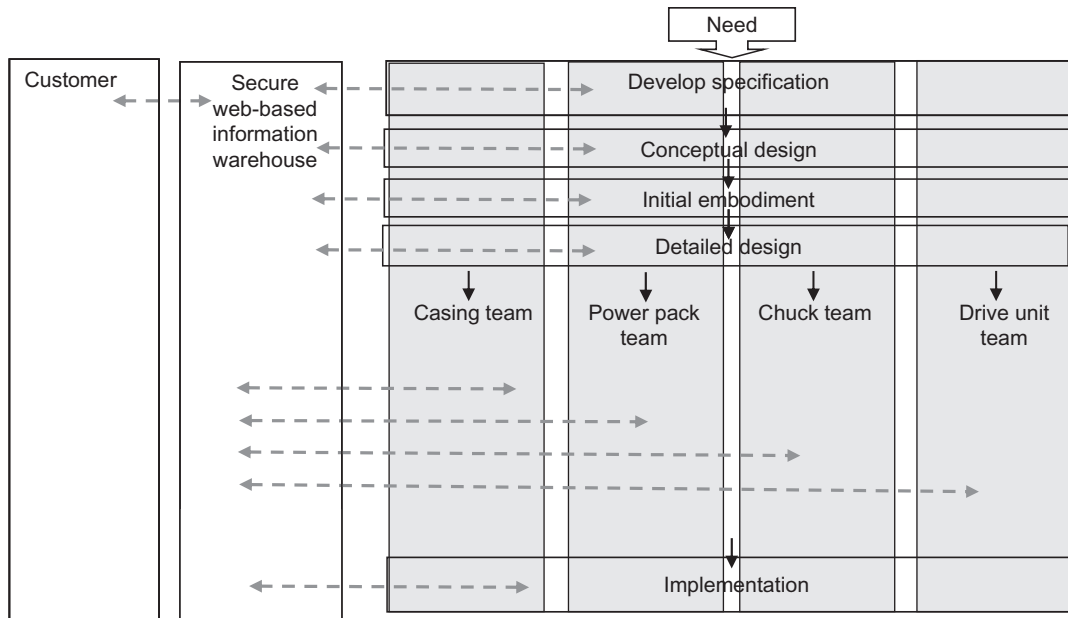 Need
Customer
Secure
web-based
information
warehouse
Develop specification
Conceptual design
Initial embodiment
Detailed design
Casing team
Power pack
team
Chuck team
Drive unit
team
Implementation